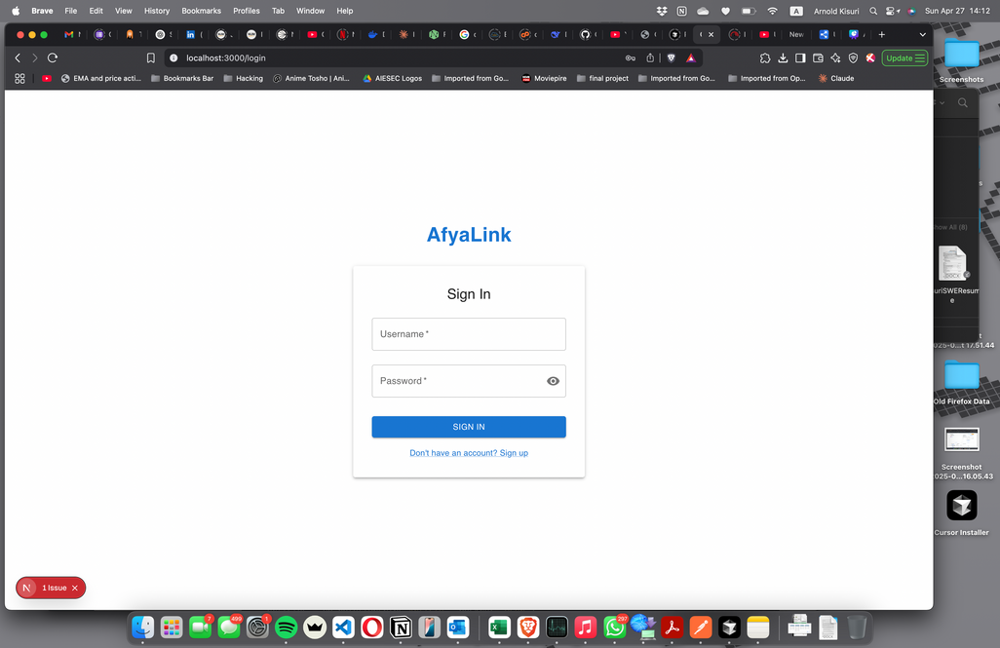 Brave File Edit View History Bookmarks Profiles Tab Window Help
A Arnold Kisuri Sun Apr 27 14:12
New
localhost:3000/login
Update
EMA and price acti... Bookmarks Bar Hacking Anime Tosho | Ani... AIESEC Logos Imported from Go... Moviepire final project Imported from Go... Imported from Op... Claude
Screenshots
Show All (8)
AfyaLink
Sign In
Username *
Password *
SIGN IN
Don't have an account? Sign up
DOCX
uriSWEResum
e
025-0...t 17.51.44
Old Firefox Data
Screenshot
025-0...16.05.43
Cursor Installer
N 1 Issue
7 499 1 297